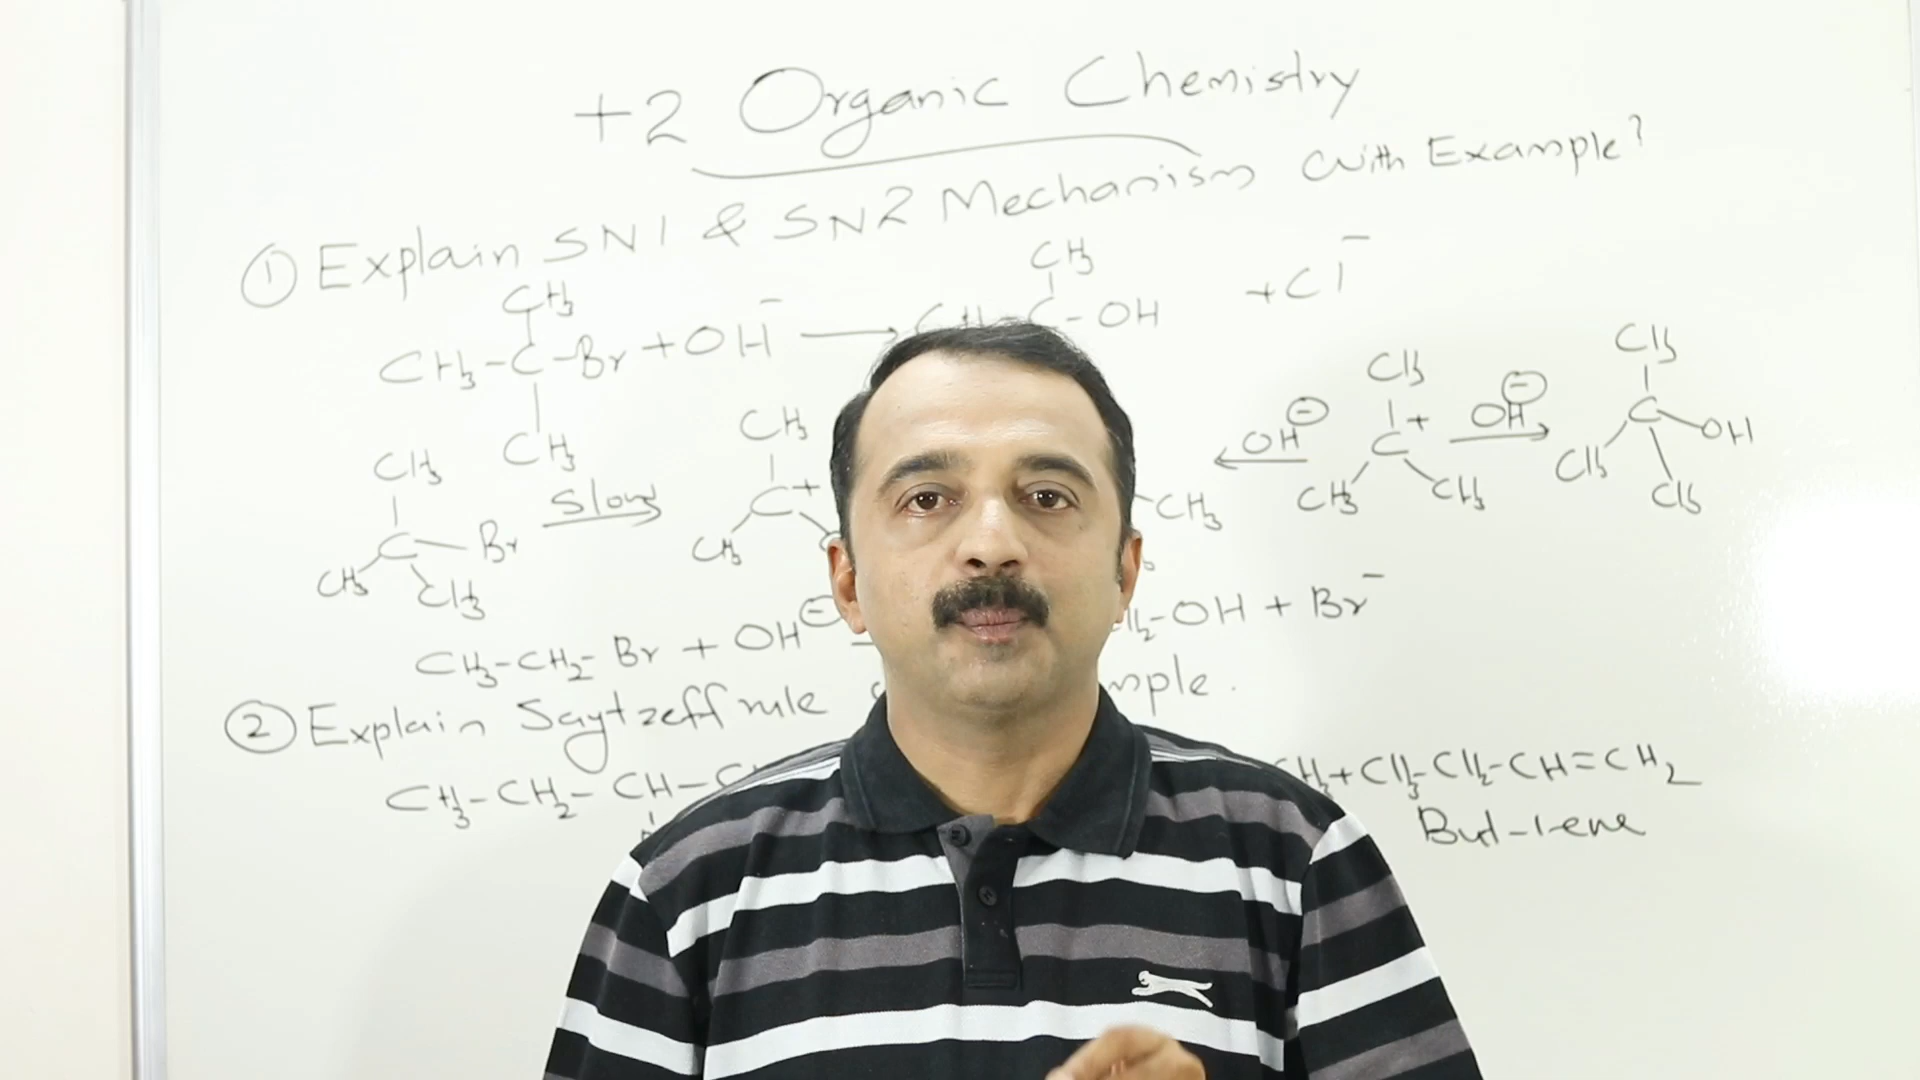 +2 Organic Chemistry
① Explain SN1 & SN2 Mechanism with Example?
CH3
CH3
CH3-C-Br + OH⁻ → C-OH + Cl⁻
CH3
CH3
CH3
CH3
CH3
C-Br
CH3
CH3
Slow
C+
CH3
CH3
OH⊖
C+
CH3
CH3
OH⊖
C
OH
CH3
CH3
CH3-CH2-Br + OH⊖ -OH + Br⁻
② Explain Saytzeff rule
CH3-CH2-CH- + CH3-CH2-CH=CH2
But-1-ene